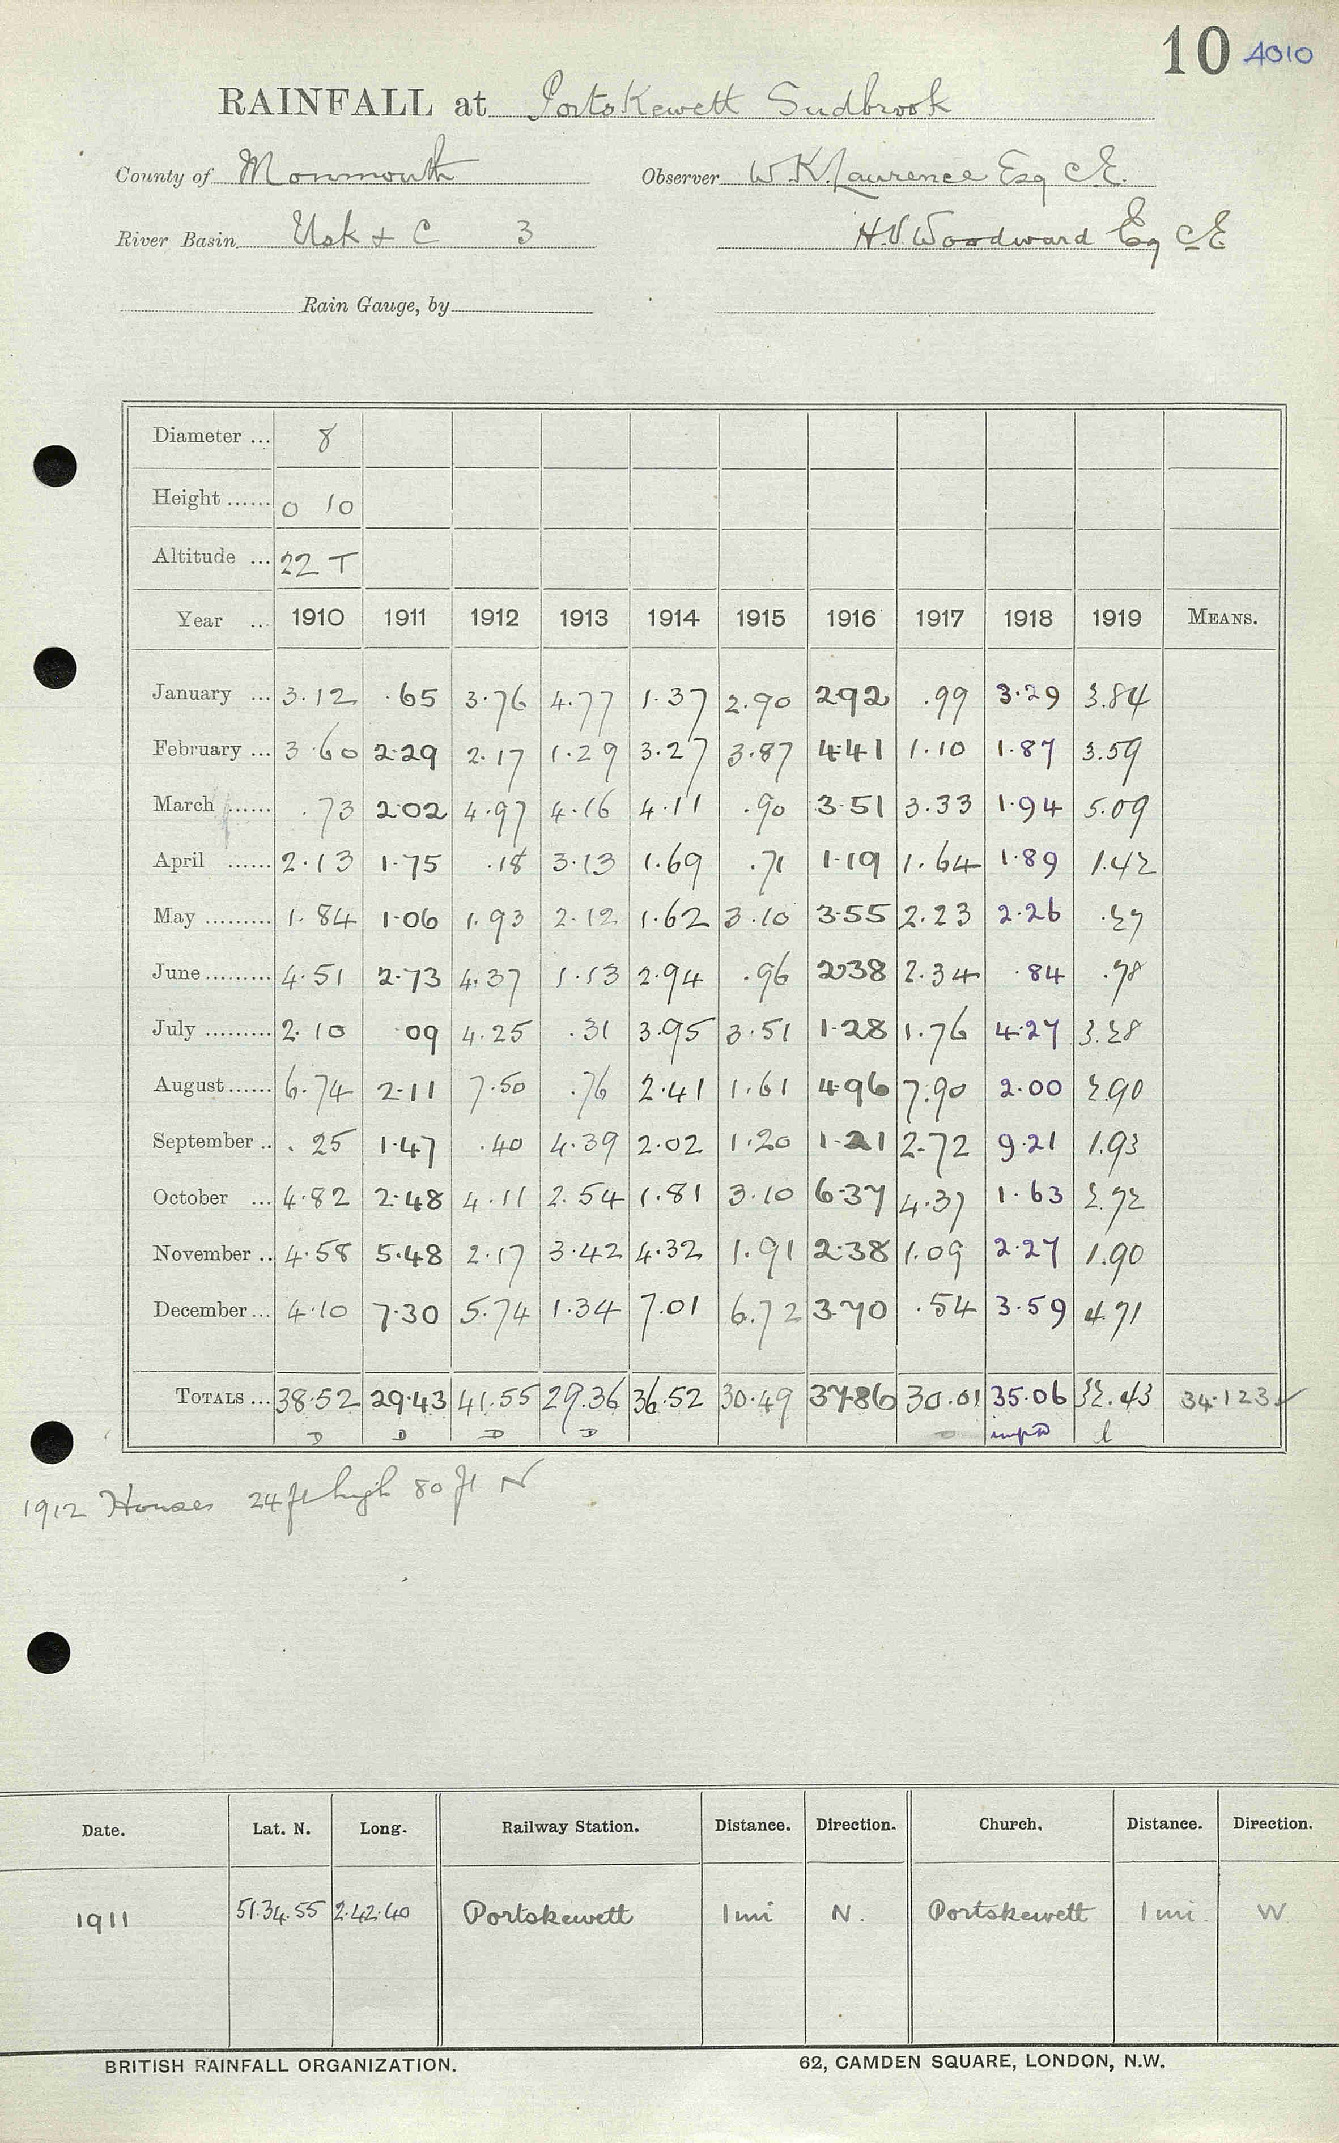 10 4010
RAINFALL at Portskewett Sudbrook
County of Monmouth Observer W. K. Laurence Esq C.E.
River Basin Usk & C 3 H.V. Woodward Esq CE
Rain Gauge, by
Diameter ... 8
Height ...... 0 10
Altitude ... 22 T
Year ... 1910 1911 1912 1913 1914 1915 1916 1917 1918 1919 MEANS.
January ... 3.12 .65 3.76 4.77 1.37 2.90 2.92 .99 3.29 3.84
February ... 3.60 2.29 2.17 1.29 3.27 3.87 4.41 1.10 1.87 3.59
March ...... .73 2.02 4.97 4.16 4.11 .90 3.51 3.33 1.94 5.09
April ...... 2.13 1.75 .18 3.13 1.69 .71 1.19 1.64 1.89 1.42
May ......... 1.84 1.06 1.93 2.12 1.62 3.10 3.55 2.23 2.26 .27
June ......... 4.51 2.73 4.37 1.13 2.94 .96 2.38 2.34 .84 .78
July ......... 2.10 .09 4.25 .31 3.95 3.51 1.28 1.76 4.27 3.28
August ...... 6.74 2.11 7.50 .76 2.41 1.61 4.96 7.90 2.00 2.90
September .. .25 1.47 .40 4.39 2.02 1.20 1.21 2.72 9.21 1.93
October ... 4.82 2.48 4.11 2.54 1.81 3.10 6.37 4.37 1.63 2.72
November .. 4.58 5.48 2.17 3.42 4.32 1.91 2.38 1.09 2.27 1.90
December ... 4.10 7.30 5.74 1.34 7.01 6.72 3.70 .54 3.59 4.71
TOTALS ... 38.52 29.43 41.55 29.36 36.52 30.49 37.86 30.01 35.06 32.43 34.123
D D D D D impd l
1912 Houses 24 ft high 80 ft N
Date. Lat. N. Long. Railway Station. Distance. Direction. Church. Distance. Direction.
1911 51.34.55 2.42.40 Portskewett 1 mi N. Portskewett 1 mi W
BRITISH RAINFALL ORGANIZATION. 62, CAMDEN SQUARE, LONDON, N.W.